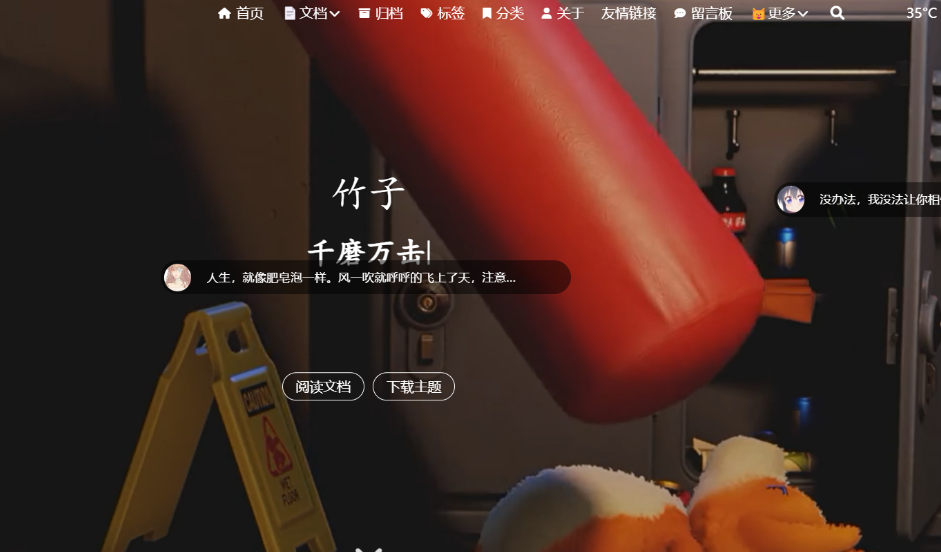 首页 文档 归档 标签 分类 关于 友情链接 留言板 更多 35°C
竹子
没办法，我没法让你相
千磨万击|
人生，就像肥皂泡一样。风一吹就呼呼的飞上了天，注意...
阅读文档 下载主题
CAUTION
WET
FLOOR